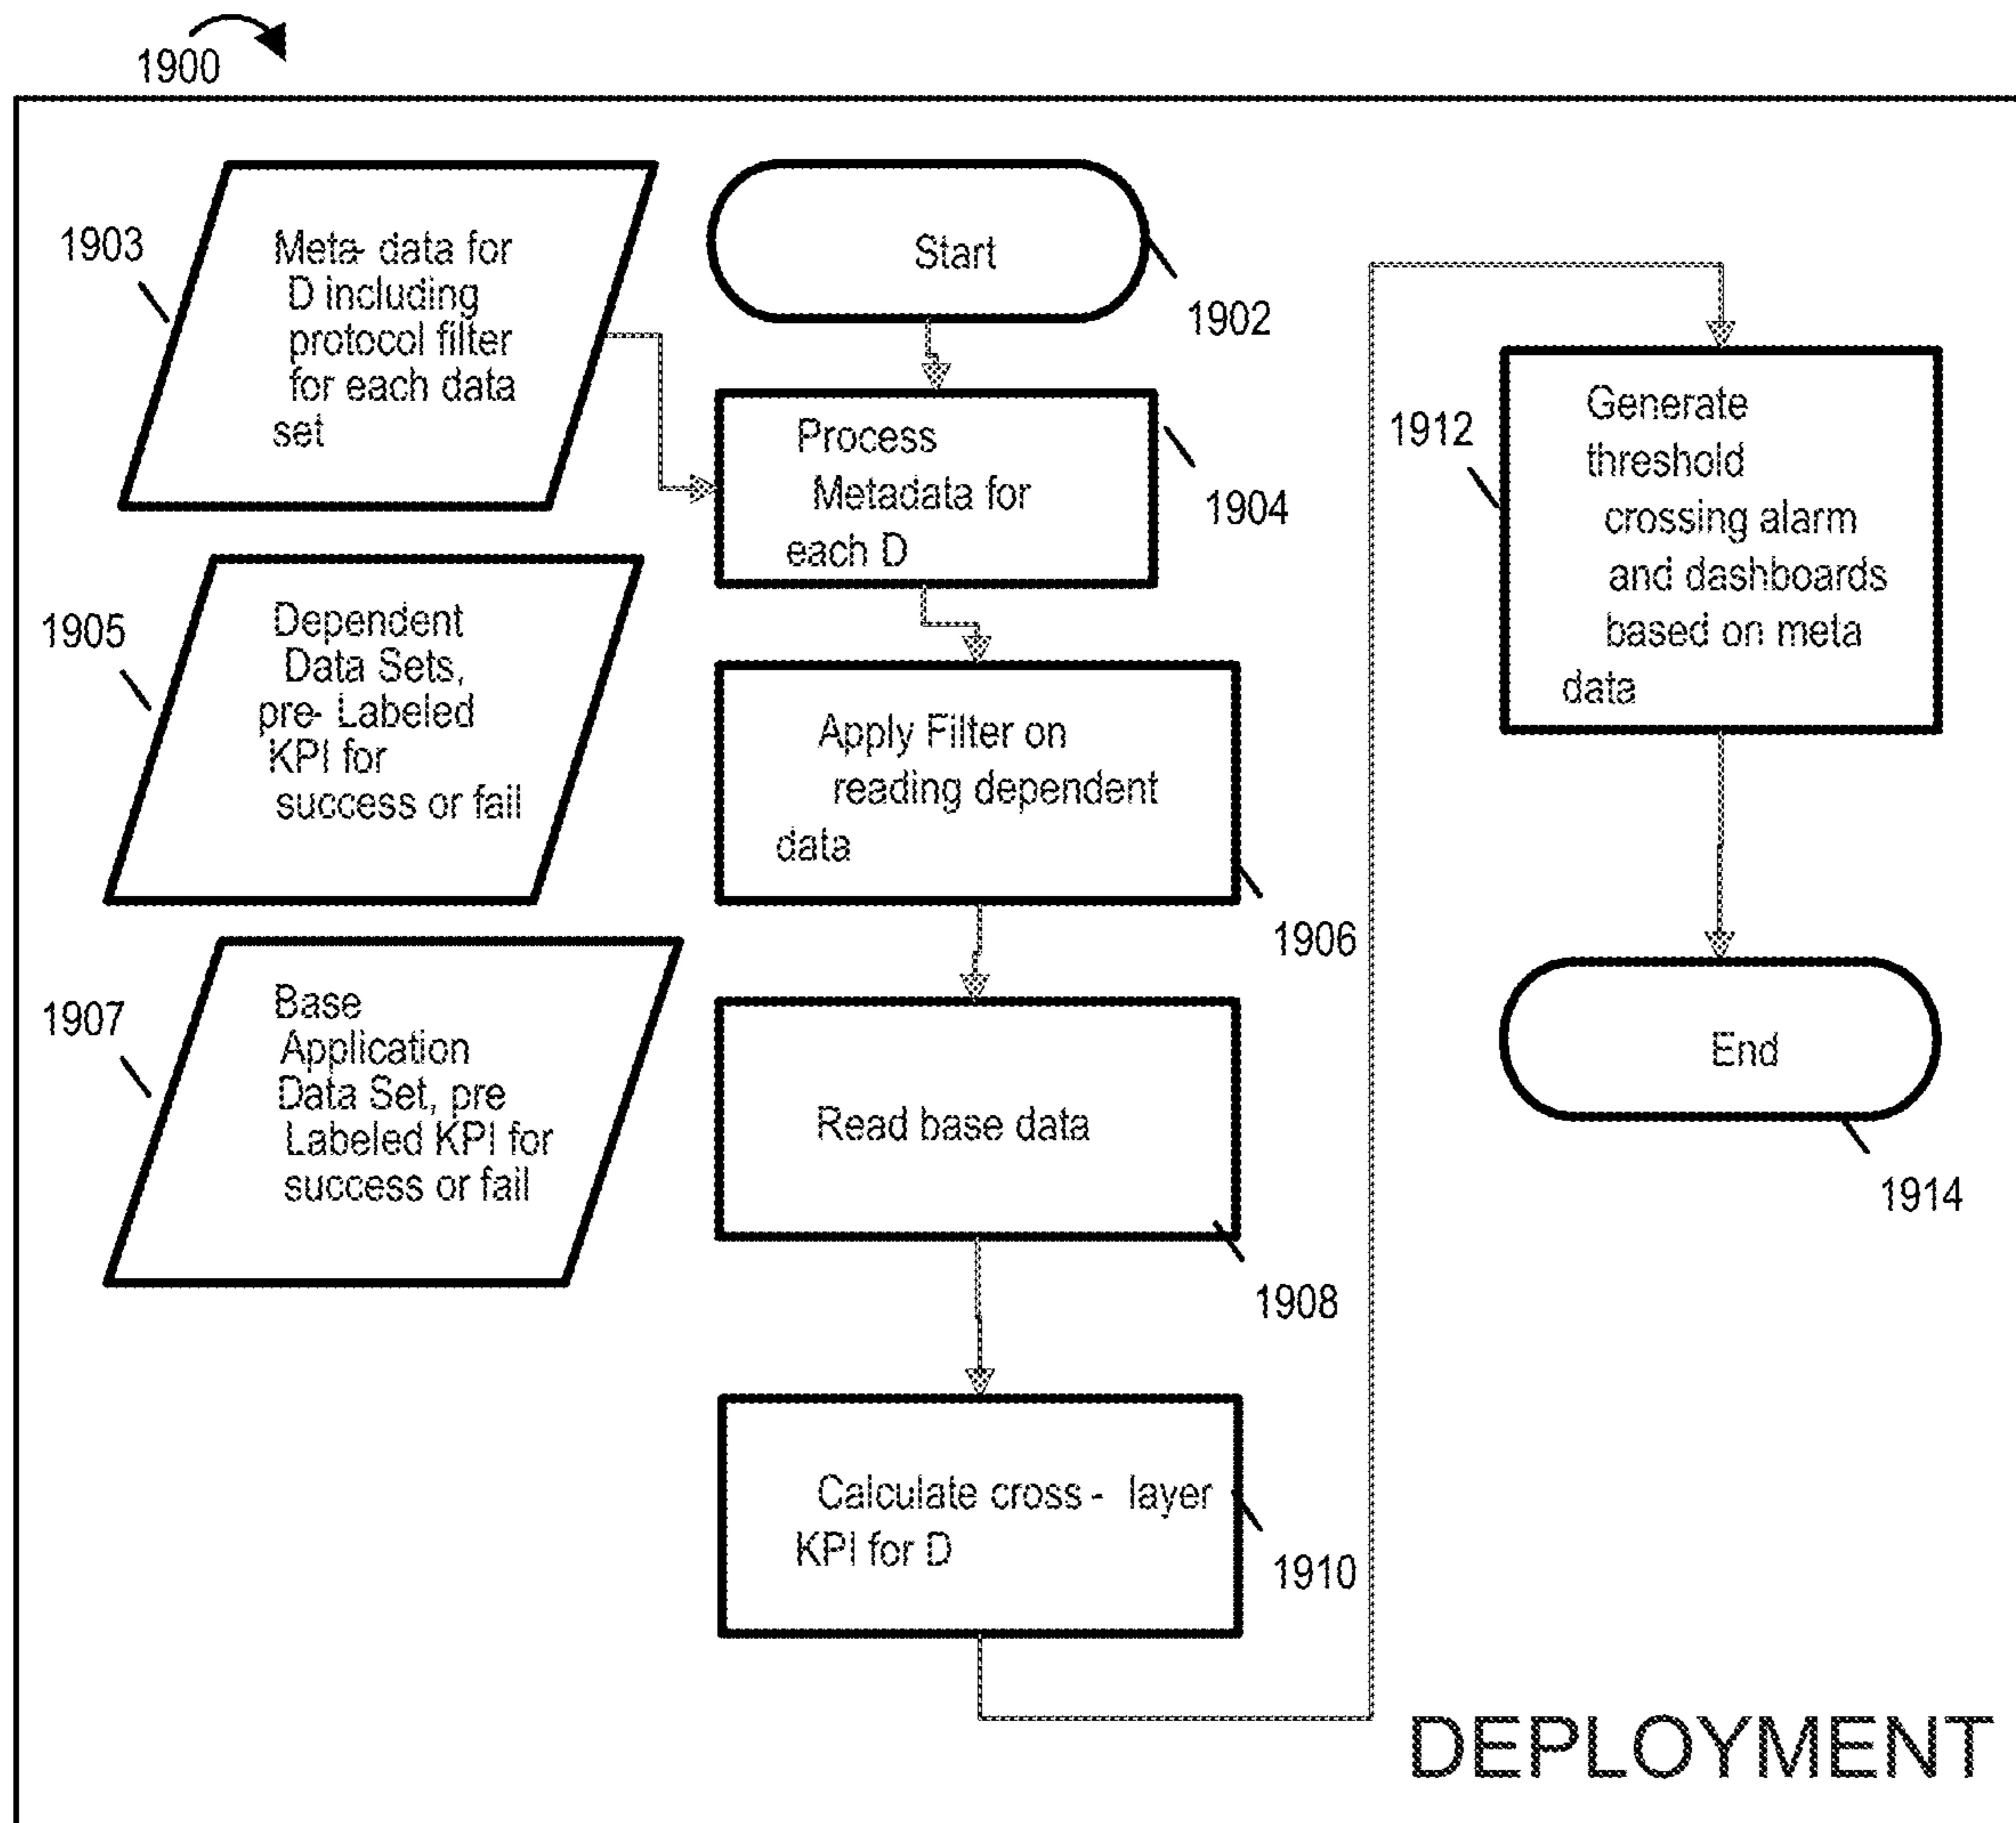 1900
1903
Meta- data for
D including
protocol filter
for each data
set
Start
1902
Process
Metadata for
each D
1904
1905
Dependent
Data Sets,
pre- Labeled
KPI for
success or fail
Apply Filter on
reading dependent
data
1906
1907
Base
Application
Data Set, pre
Labeled KPI for
success or fail
Read base data
1908
Calculate cross - layer
KPI for D
1910
1912
Generate
threshold
crossing alarm
and dashboards
based on meta
data
End
1914
DEPLOYMENT